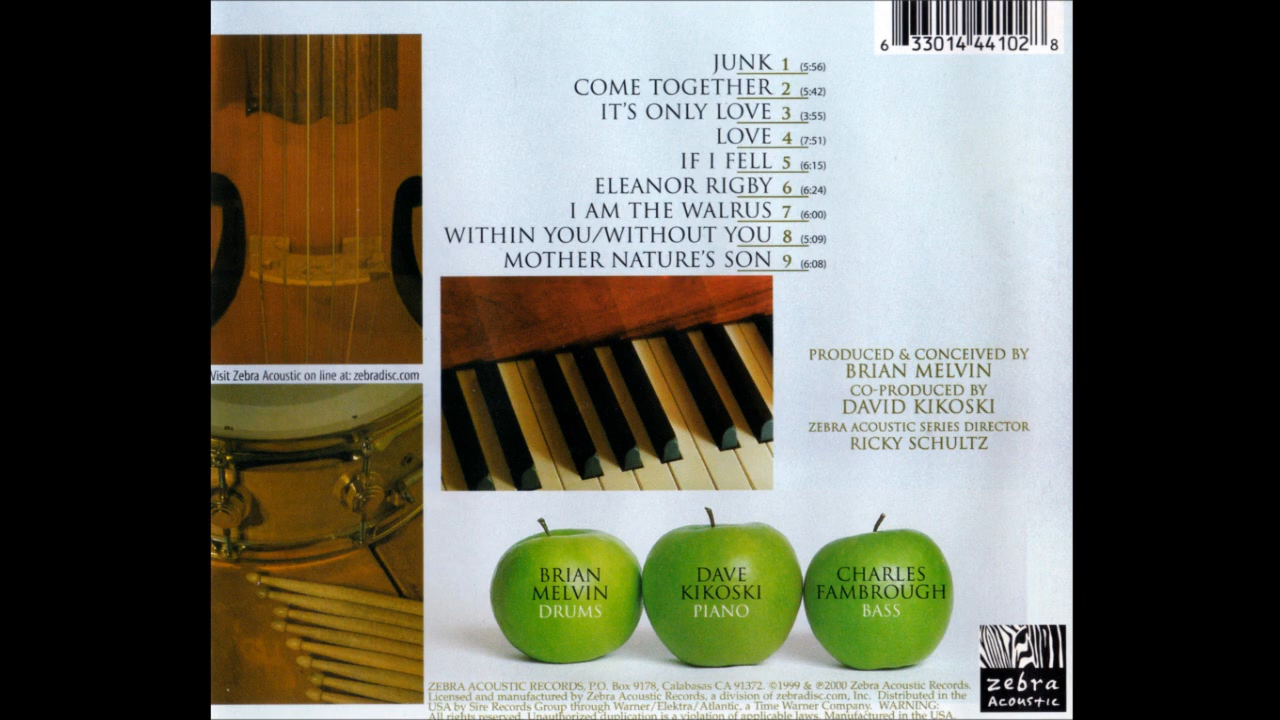 6 33014 44102 8
JUNK 1 (5:56)
COME TOGETHER 2 (5:42)
IT'S ONLY LOVE 3 (3:55)
LOVE 4 (7:51)
IF I FELL 5 (6:15)
ELEANOR RIGBY 6 (6:24)
I AM THE WALRUS 7 (6:00)
WITHIN YOU/WITHOUT YOU 8 (5:09)
MOTHER NATURE'S SON 9 (6:08)
PRODUCED & CONCEIVED BY
BRIAN MELVIN
CO-PRODUCED BY
DAVID KIKOSKI
ZEBRA ACOUSTIC SERIES DIRECTOR
RICKY SCHULTZ
Visit Zebra Acoustic on line at: zebradisc.com
BRIAN
MELVIN
DRUMS
DAVE
KIKOSKI
PIANO
CHARLES
FAMBROUGH
BASS
zebra
Acoustic
ZEBRA ACOUSTIC RECORDS, P.O. Box 9178, Calabasas CA 91372. ©1999 & ℗2000 Zebra Acoustic Records.
Licensed and manufactured by Zebra Acoustic Records, a division of zebradisc.com, Inc. Distributed in the
USA by Sire Records Group through Warner/Elektra/Atlantic, a Time Warner Company. WARNING:
All rights reserved. Unauthorized duplication is a violation of applicable laws. Manufactured in the USA.